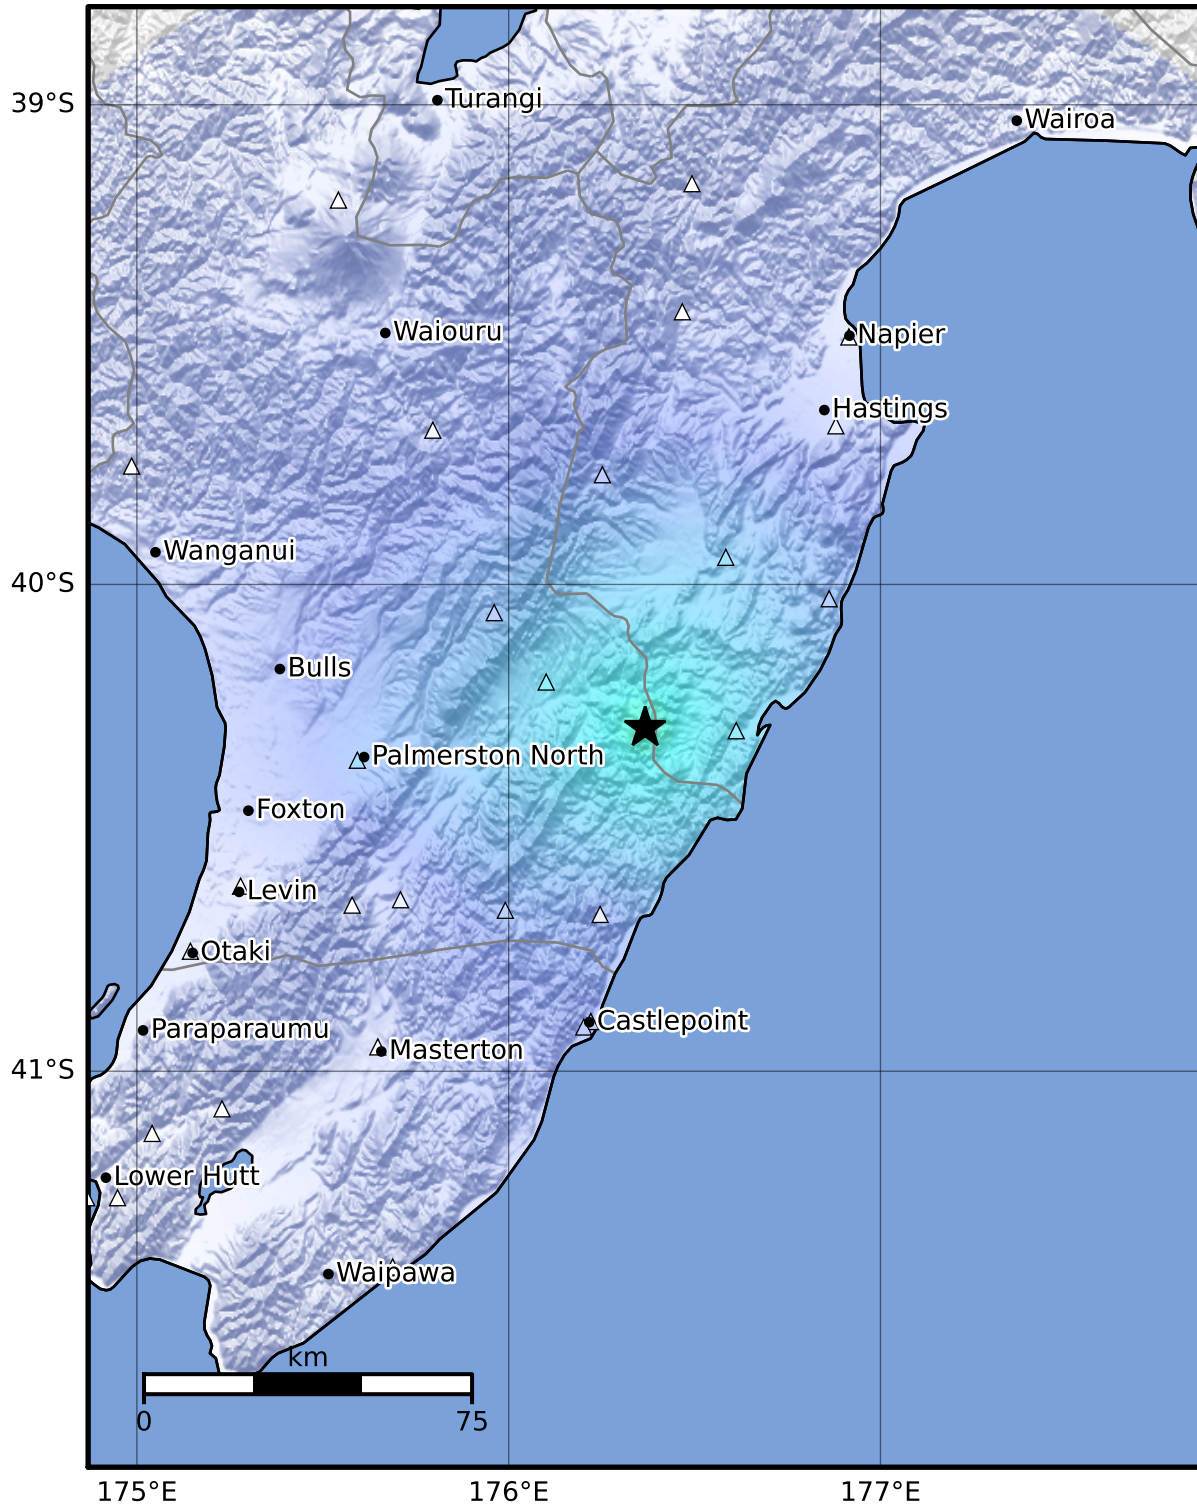 Turangi
39°S
Wairoa
Waiouru
Napier
Hastings
Wanganui
40°S
Bulls
Palmerston North
Foxton
Levin
Otaki
Castlepoint
Paraparaumu
Masterton
41°S
Lower Hutt
Waipawa
km
0 75
175°E 176°E 177°E